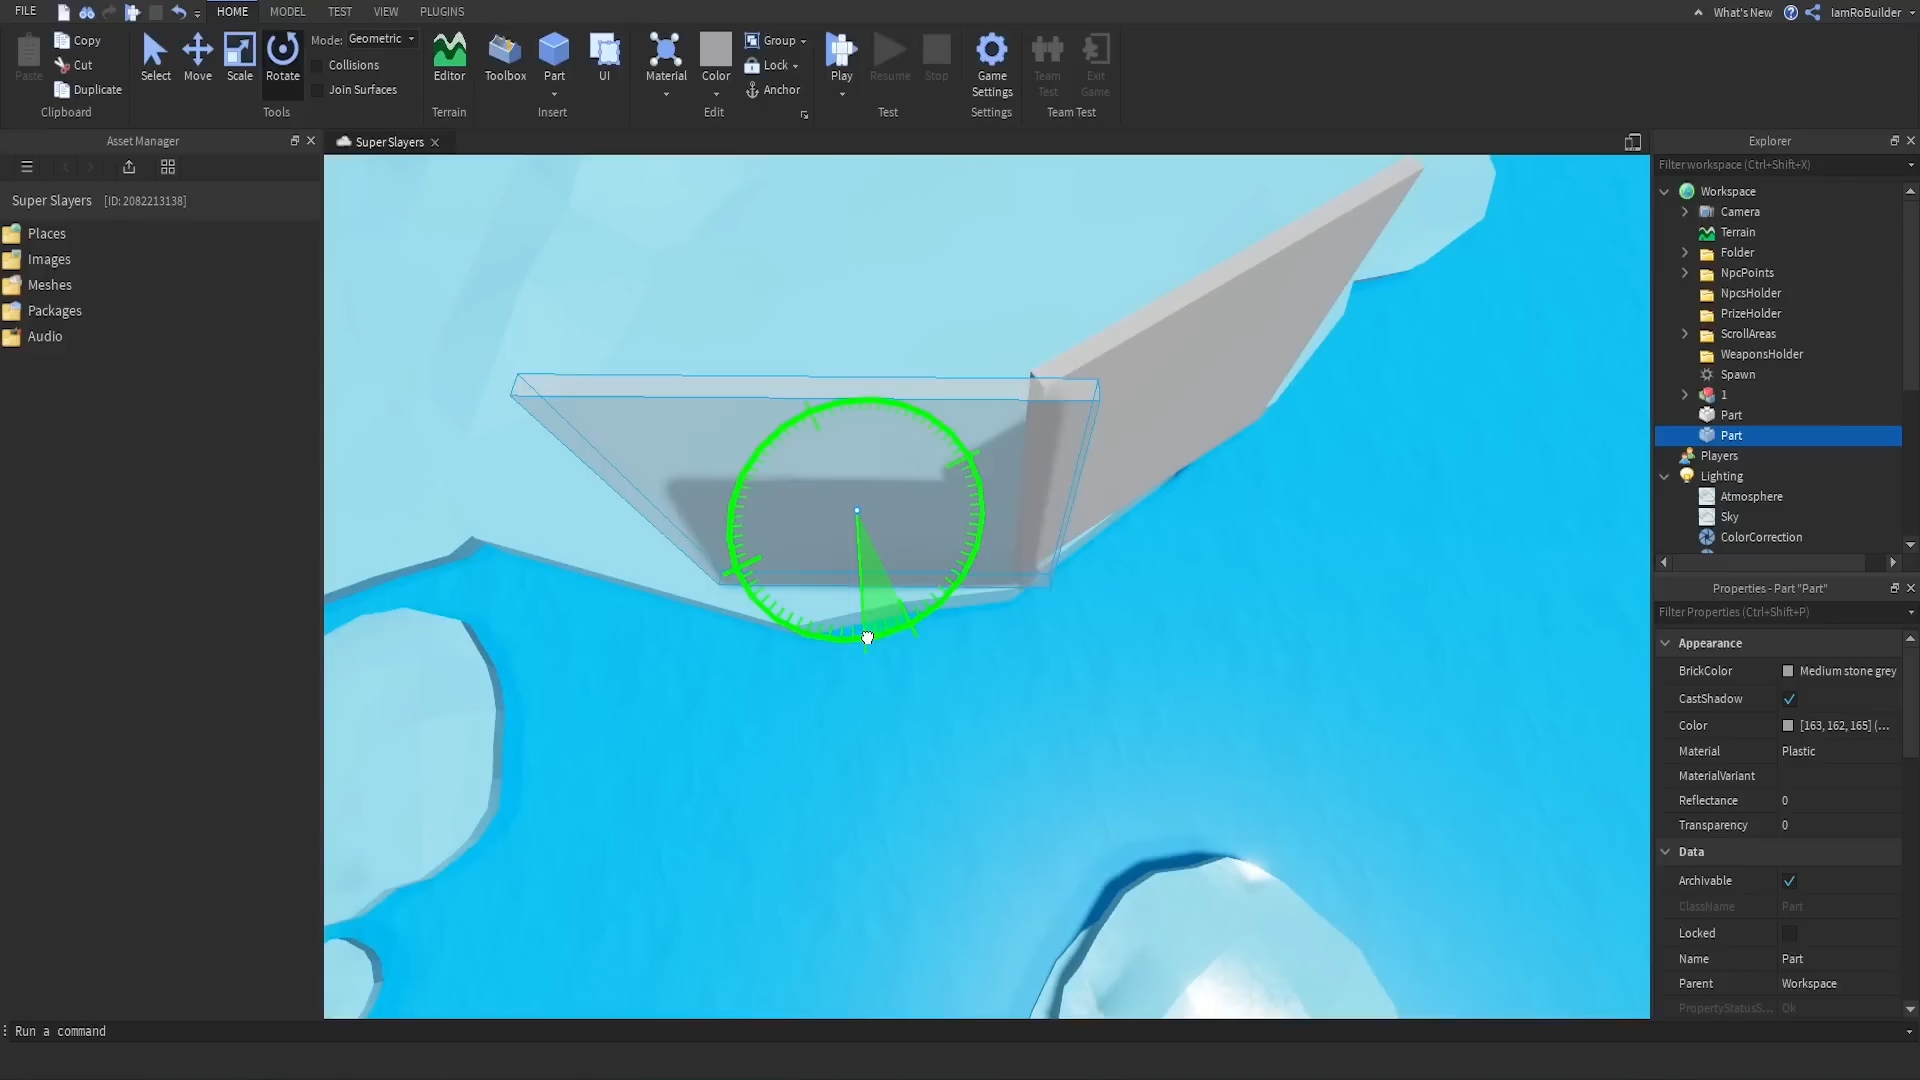 FILE
HOME
MODEL
TEST
VIEW
PLUGINS
What's New
IamRoBuilder
Paste
Copy
Cut
Duplicate
Clipboard
Select
Move
Scale
Rotate
Mode: Geometric
Collisions
Join Surfaces
Tools
Editor
Terrain
Toolbox
Part
UI
Insert
Material
Color
Group
Lock
Anchor
Edit
Play
Resume
Stop
Test
Game
Settings
Settings
Team
Test
Exit
Game
Team Test
Asset Manager
Super Slayers
Super Slayers [ID: 2082213138]
Places
Images
Meshes
Packages
Audio
Explorer
Filter workspace (Ctrl+Shift+X)
Workspace
Camera
Terrain
Folder
NpcPoints
NpcsHolder
PrizeHolder
ScrollAreas
WeaponsHolder
Spawn
1
Part
Part
Players
Lighting
Atmosphere
Sky
ColorCorrection
Properties - Part "Part"
Filter Properties (Ctrl+Shift+P)
Appearance
BrickColor Medium stone grey
CastShadow
Color [163, 162, 165] (...
Material Plastic
MaterialVariant
Reflectance 0
Transparency 0
Data
Archivable
ClassName Part
Locked
Name Part
Parent Workspace
PropertyStatusS... Ok
Run a command